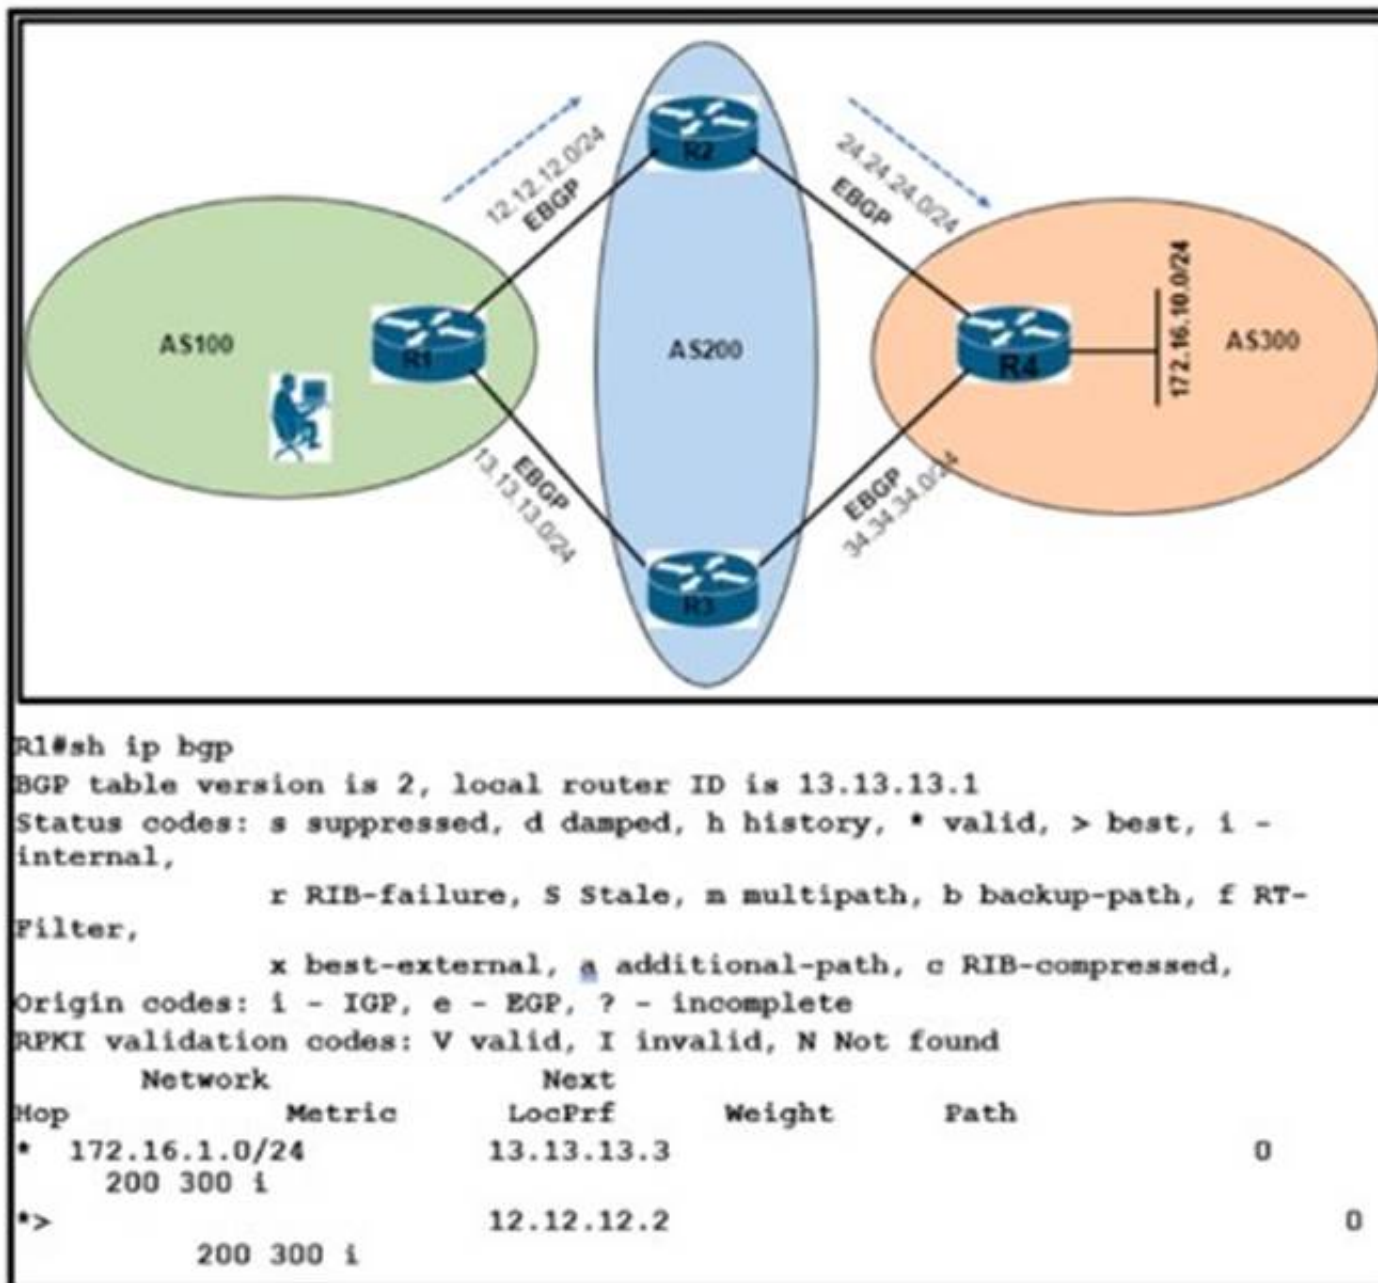 R2
12.12.12.0/24
EBGP
24.24.24.0/24
EBGP
AS100
R1
AS200
R4
172.16.10.0/24
AS300
EBGP
13.13.13.0/24
EBGP
34.34.34.0/24
R3
R1#sh ip bgp
BGP table version is 2, local router ID is 13.13.13.1
Status codes: s suppressed, d damped, h history, * valid, > best, i -
internal,
r RIB-failure, S Stale, m multipath, b backup-path, f RT-
Filter,
x best-external, a additional-path, c RIB-compressed,
Origin codes: i - IGP, e - EGP, ? - incomplete
RPKI validation codes: V valid, I invalid, N Not found
Network Next
Hop Metric LocPrf Weight Path
* 172.16.1.0/24 13.13.13.3 0
200 300 i
*> 12.12.12.2 0
200 300 i